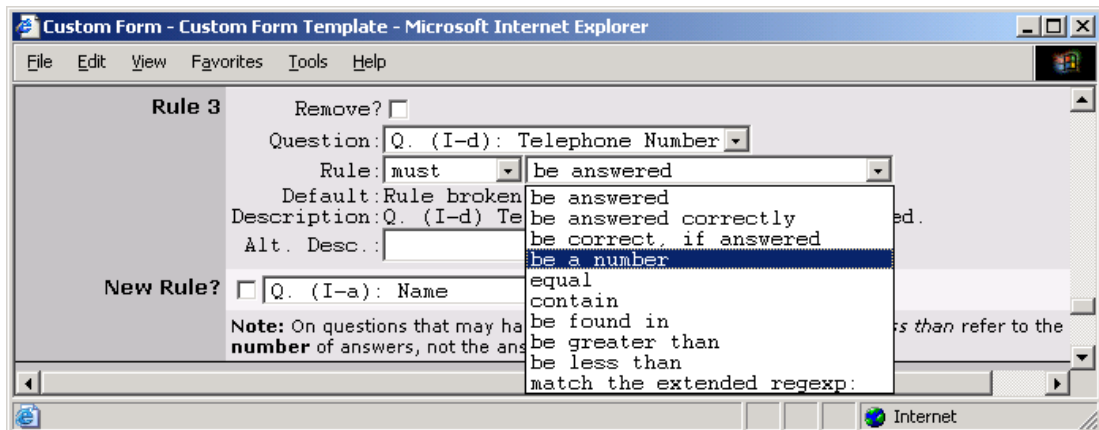 Custom Form - Custom Form Template - Microsoft Internet Explorer
File Edit View Favorites Tools Help
Rule 3 Remove?
Question: Q. (I-d): Telephone Number
Rule: must be answered
Default: Rule broken
Description: Q. (I-d) Te ed.
Alt. Desc.:
be answered
be answered correctly
be correct, if answered
be a number
equal
contain
be found in
be greater than
be less than
match the extended regexp:
New Rule? Q. (I-a): Name
Note: On questions that may ha ss than refer to the
number of answers, not the ans
Internet